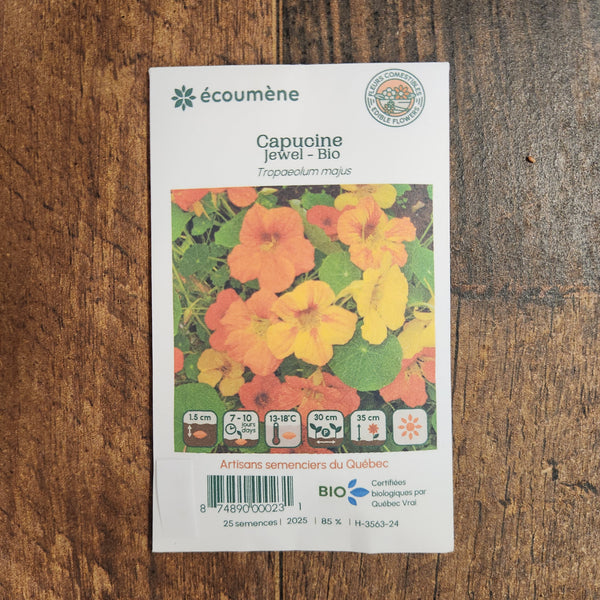 écoumène
FLEURS COMESTIBLES
EDIBLE FLOWERS
Capucine
Jewel - Bio
Tropaeolum majus
1.5 cm
7 - 10
jours
days
13-18°C
30 cm
P
35 cm
Artisans semenciers du Québec
8 74890 00023 1
BIO
Certifiées
biologiques par
Québec Vrai
25 semences | 2025 | 85 % | H-3563-24